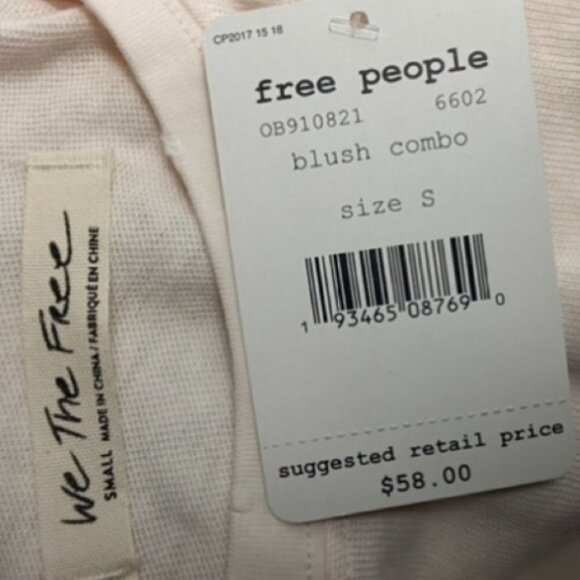 CP2017 15 18
free people
OB910821 6602
blush combo
size S
1 93465 08769 0
suggested retail price
$58.00
We The Free
SMALL MADE IN CHINA / FABRIQUÉ EN CHINE